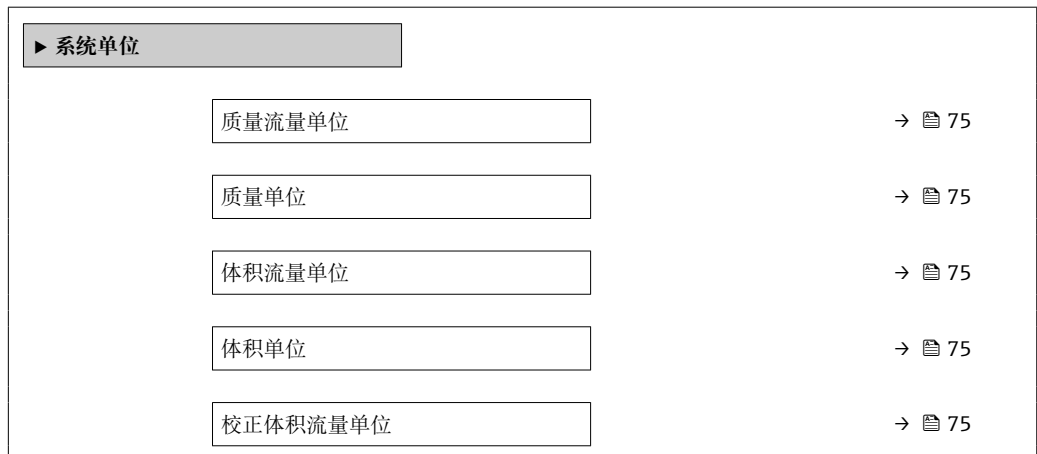 ▶ 系统单位
质量流量单位 → 🖹 75
质量单位 → 🖹 75
体积流量单位 → 🖹 75
体积单位 → 🖹 75
校正体积流量单位 → 🖹 75